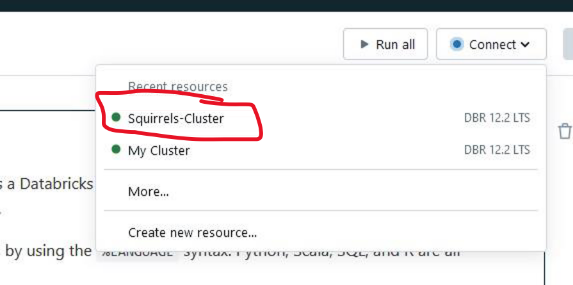 Run all
Connect
Recent resources
Squirrels-Cluster DBR 12.2 LTS
My Cluster DBR 12.2 LTS
s a Databricks
More...
Create new resource...
by using the %LANGUAGE syntax. Python, Scala, SQL, and R are all